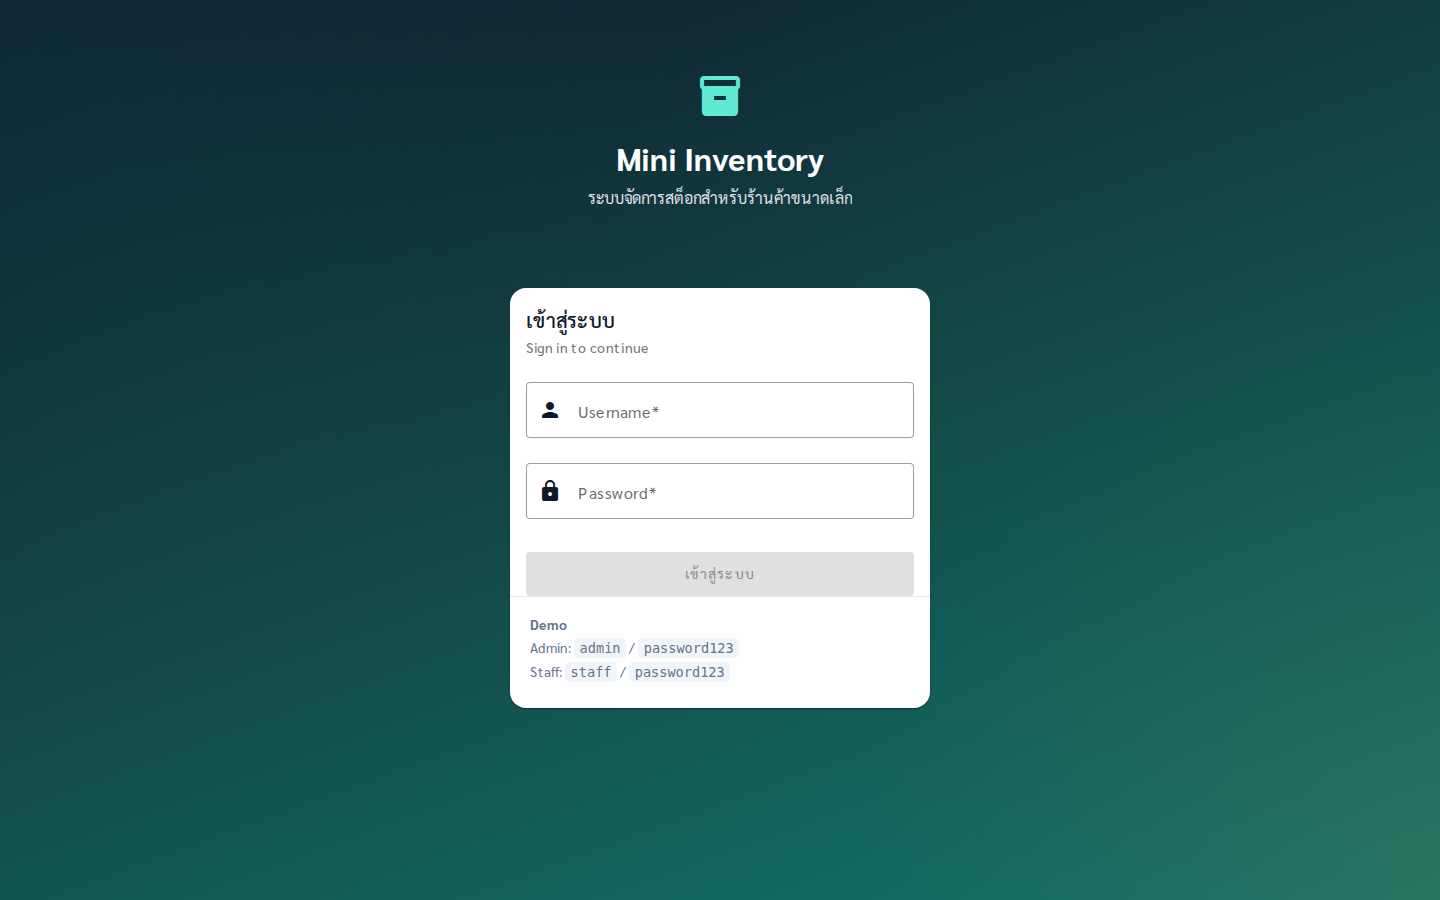 Mini Inventory
ระบบจัดการสต็อกสำหรับร้านค้าขนาดเล็ก
เข้าสู่ระบบ
Sign in to continue
Username*
Password*
เข้าสู่ระบบ
Demo
Admin: admin / password123
Staff: staff / password123